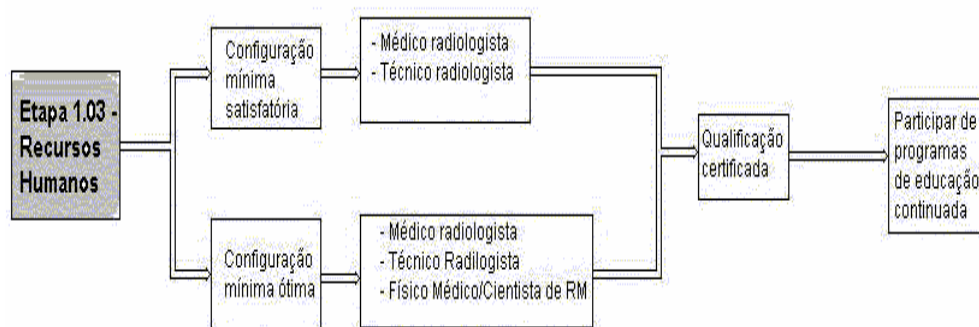 Etapa 1.03 -
Recursos
Humanos
Configuração
mínima
satisfatória
- Médico radiologista
- Técnico radiologista
Configuração
mínima ótima
- Médico radiologista
- Técnico Radilogista
- Físico Médico/Cientista de RM
Qualificação
certificada
Participar de
programas
de educação
continuada